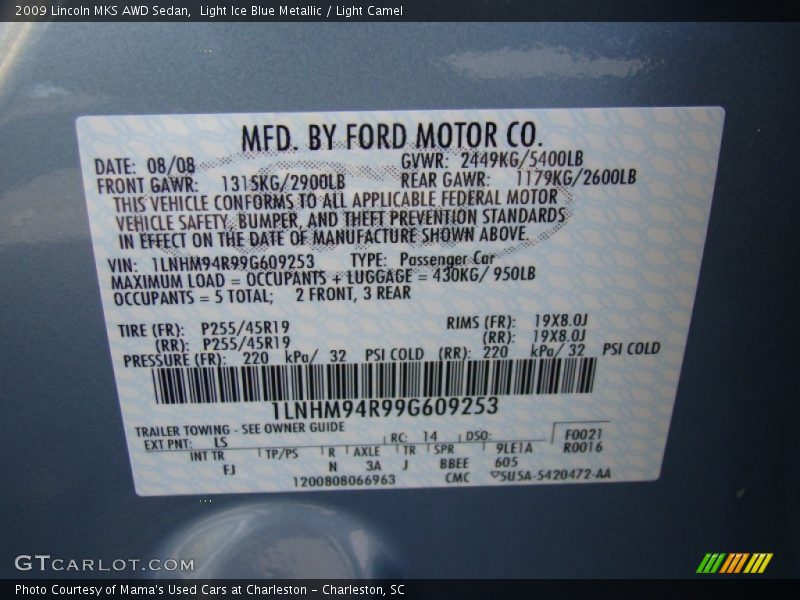 2009 Lincoln MKS AWD Sedan,  Light Ice Blue Metallic / Light Camel
MFD. BY FORD MOTOR CO.
DATE: 08/08 GVWR: 2449KG/5400LB
FRONT GAWR: 1315KG/2900LB REAR GAWR: 1179KG/2600LB
THIS VEHICLE CONFORMS TO ALL APPLICABLE FEDERAL MOTOR
VEHICLE SAFETY, BUMPER, AND THEFT PREVENTION STANDARDS
IN EFFECT ON THE DATE OF MANUFACTURE SHOWN ABOVE.
VIN: 1LNHM94R99G609253 TYPE: Passenger Car
MAXIMUM LOAD = OCCUPANTS + LUGGAGE = 430KG/ 950LB
OCCUPANTS = 5 TOTAL; 2 FRONT, 3 REAR
TIRE (FR): P255/45R19 RIMS (FR): 19X8.0J
(RR): P255/45R19 (RR): 19X8.0J
PRESSURE (FR): 220 kPa/ 32 PSI COLD (RR): 220 kPa/ 32 PSI COLD
1LNHM94R99G609253
TRAILER TOWING - SEE OWNER GUIDE
EXT PNT: LS RC: 14 DSO: F0021
INT TR TP/PS R AXLE TR SPR 9LE1A R0016
FJ N 3A J BBEE 605
1200808066963 CMC 5U5A-5420472-AA
GTCARLOT.COM
Photo Courtesy of Mama's Used Cars at Charleston – Charleston, SC